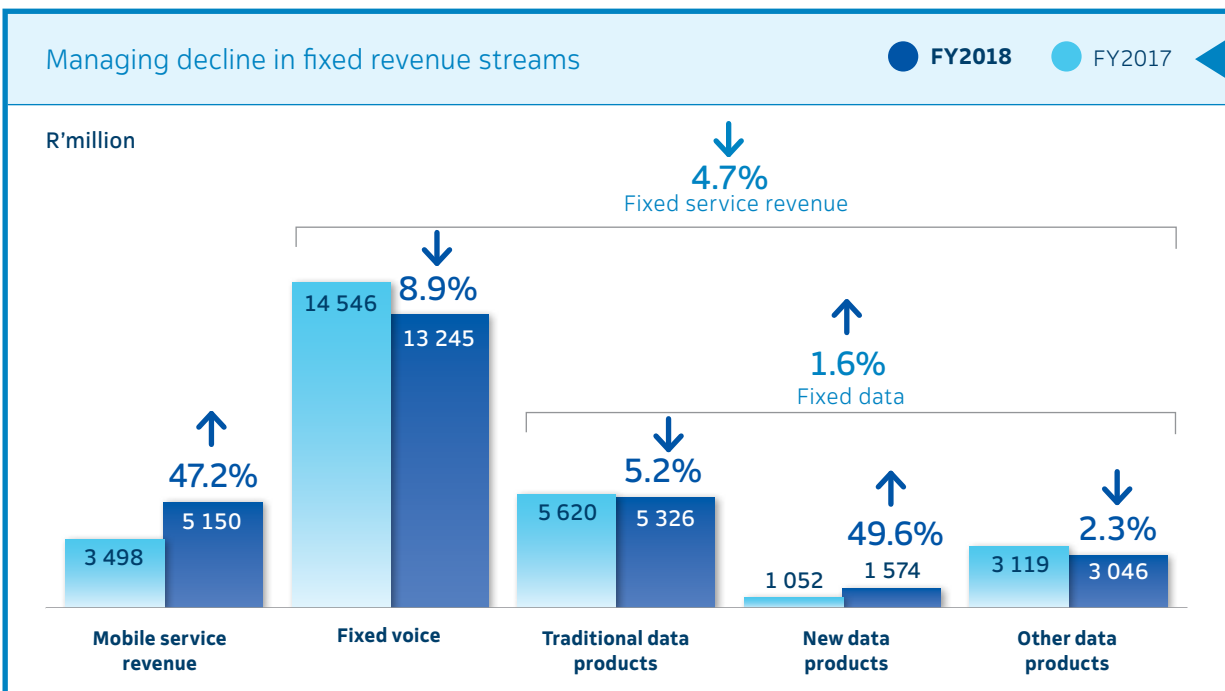 Managing decline in fixed revenue streams
FY2018
FY2017
R'million
4.7%
Fixed service revenue
8.9%
14 546
13 245
1.6%
Fixed data
47.2%
5 150
3 498
5.2%
5 620
5 326
49.6%
1 052
1 574
2.3%
3 119
3 046
Mobile service
revenue
Fixed voice
Traditional data
products
New data
products
Other data
products